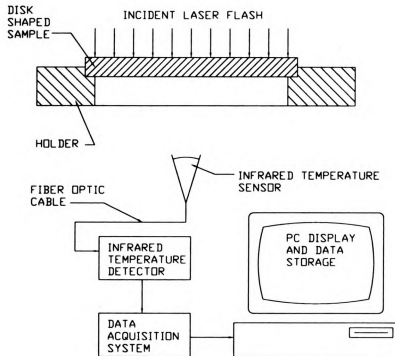 DISK
SHAPED
SAMPLE
INCIDENT LASER FLASH
HOLDER
INFRARED TEMPERATURE
SENSOR
FIBER OPTIC
CABLE
INFRARED
TEMPERATURE
DETECTOR
PC DISPLAY
AND DATA
STORAGE
DATA
ACQUISITION
SYSTEM